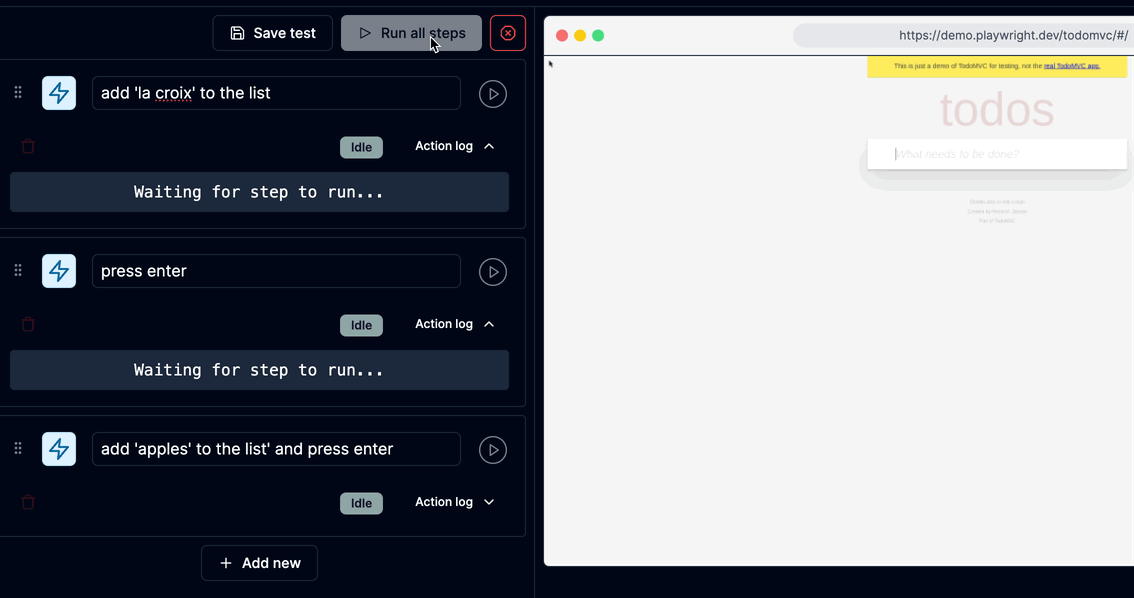 Save test
Run all steps
add 'la croix' to the list
Idle
Action log
Waiting for step to run...
press enter
Idle
Action log
Waiting for step to run...
add 'apples' to the list' and press enter
Idle
Action log
Add new
https://demo.playwright.dev/todomvc/#/
This is just a demo of TodoMVC for testing, not the real TodoMVC app.
todos
What needs to be done?
Part of TodoMVC